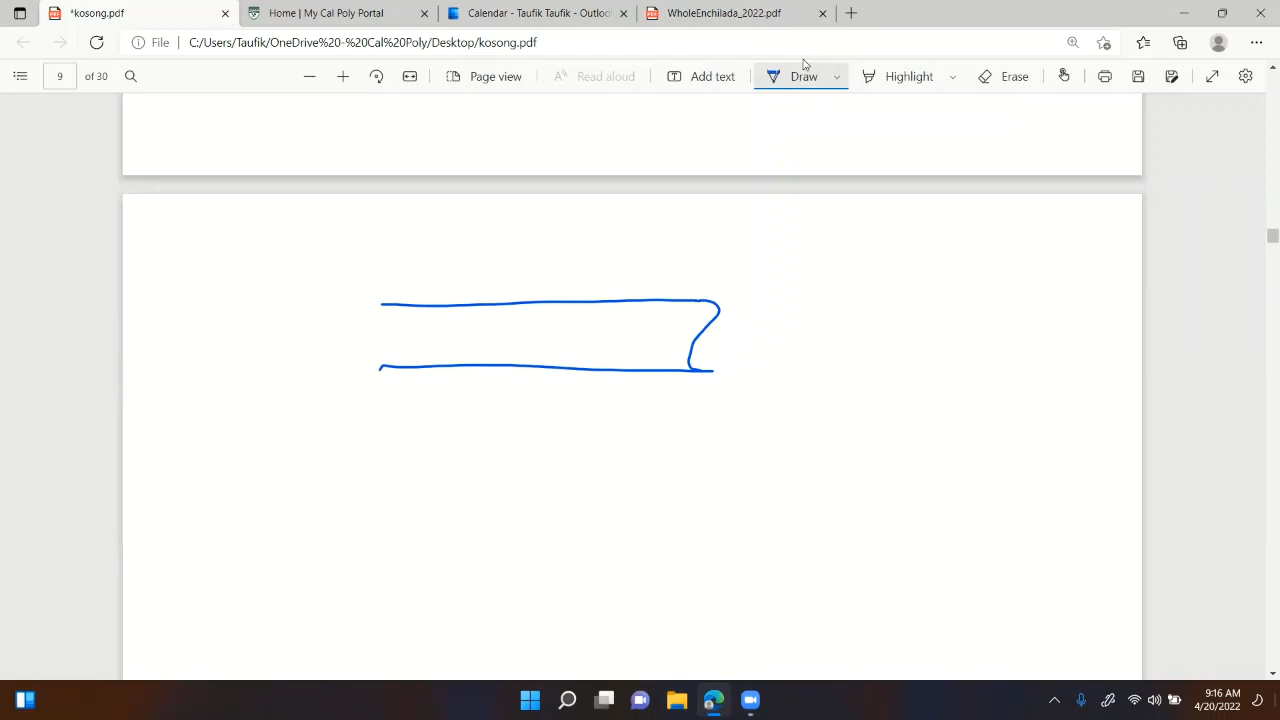 *kosong.pdf
Home | My Cal Poly Portal
Calendar - Taufik Taufik - Outloo
WholeEnchilada_2022.pdf
File | C:/Users/Taufik/OneDrive%20-%20Cal%20Poly/Desktop/kosong.pdf
9 of 30
Page view
Read aloud
Add text
Draw
Highlight
Erase
9:16 AM
4/20/2022